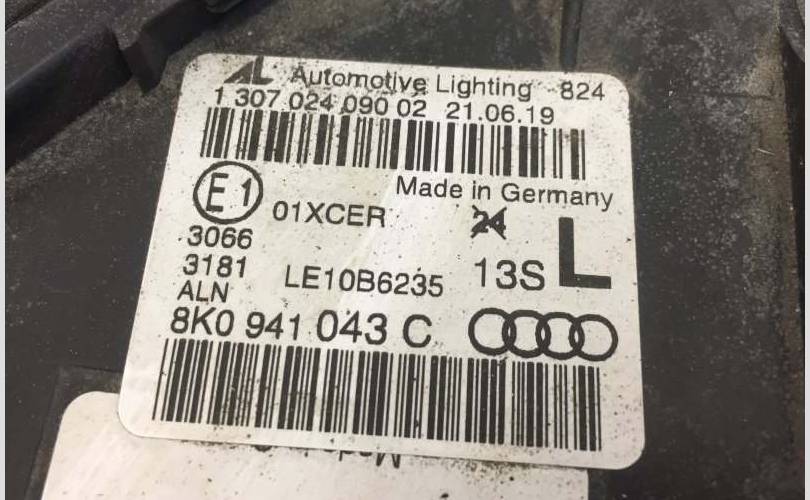 AL Automotive Lighting 824
1 307 024 090 02 21.06.19
Made in Germany
E1 01XCER 24 L
3066
3181 LE10B6235 13S
ALN
8K0 941 043 C